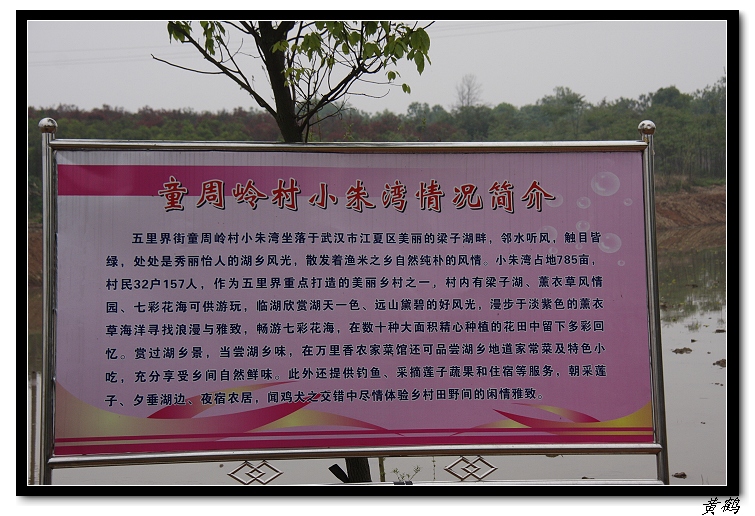 童周岭村小朱湾情况简介
五里界街童周岭村小朱湾坐落于武汉市江夏区美丽的梁子湖畔，邻水听风，触目皆
绿，处处是秀丽怡人的湖乡风光，散发着渔米之乡自然纯朴的风情。小朱湾占地785亩，
村民32户157人，作为五里界重点打造的美丽乡村之一，村内有梁子湖、薰衣草风情
园、七彩花海可供游玩，临湖欣赏湖天一色、远山黛碧的好风光，漫步于淡紫色的薰衣
草海洋寻找浪漫与雅致，畅游七彩花海，在数十种大面积精心种植的花田中留下多彩回
忆。赏过湖乡景，当尝湖乡味，在万里香农家菜馆还可品尝湖乡地道家常菜及特色小
吃，充分享受乡间自然鲜味。此外还提供钓鱼、采摘莲子蔬果和住宿等服务，朝采莲
子、夕垂湖边、夜宿农居，闻鸡犬之交错中尽情体验乡村田野间的闲情雅致。
黄鹤